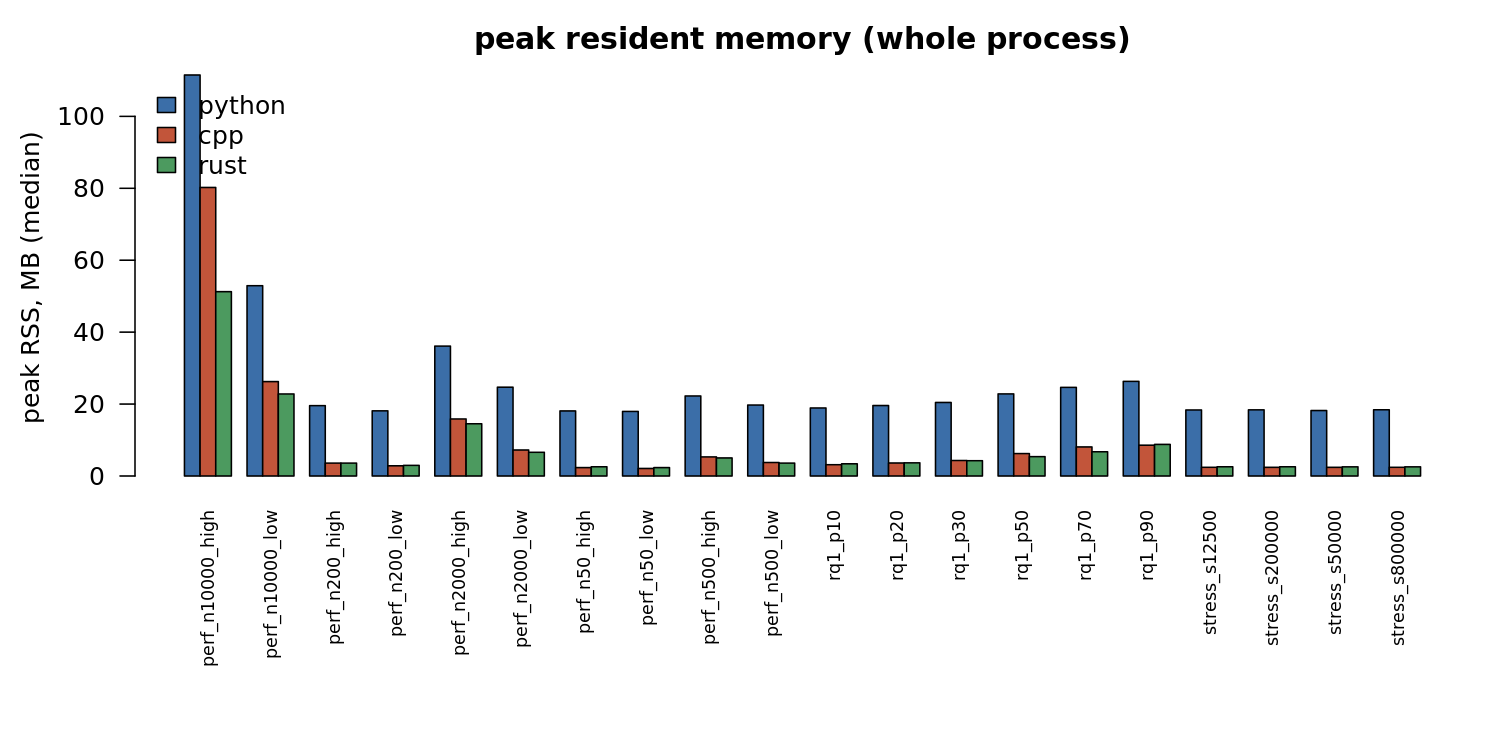 peak resident memory (whole process)
peak RSS, MB (median)
100
80
60
40
20
0
python
cpp
rust
perf_n10000_high
perf_n10000_low
perf_n200_high
perf_n200_low
perf_n2000_high
perf_n2000_low
perf_n50_high
perf_n50_low
perf_n500_high
perf_n500_low
rq1_p10
rq1_p20
rq1_p30
rq1_p50
rq1_p70
rq1_p90
stress_s12500
stress_s200000
stress_s50000
stress_s800000